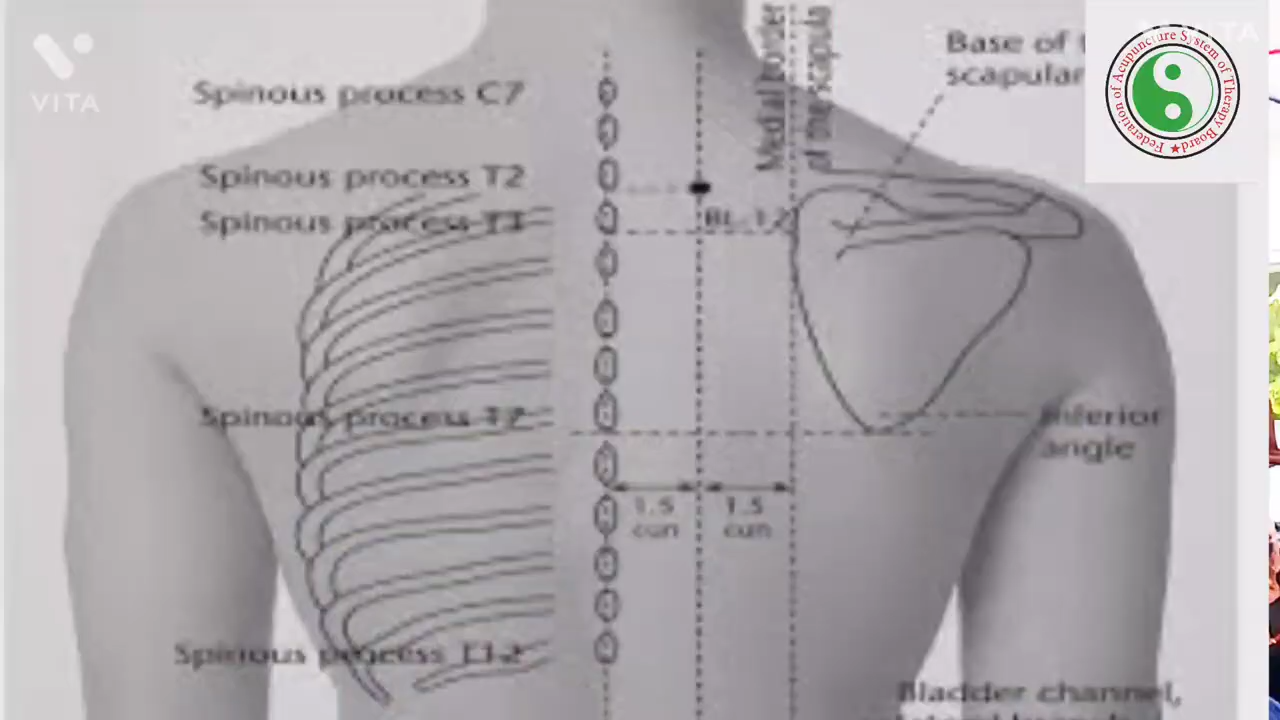 VITA
Spinous process C7
Spinous process T2
Spinous process T3
Spinous process T7
Spinous process T12
Medial border
of the scapula
Base of
scapular
BL-12
1.5
cun
1.5
cun
Inferior
angle
Bladder channel,
Federation of Acupuncture System of Therapy Board
VITA